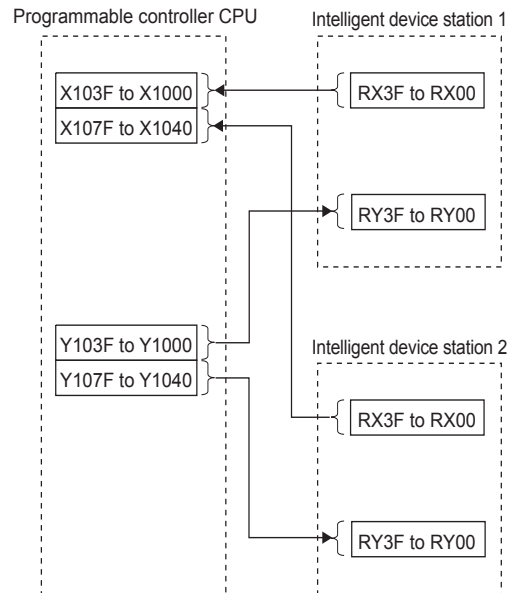 Programmable controller CPU
Intelligent device station 1
X103F to X1000
RX3F to RX00
X107F to X1040
RY3F to RY00
Y103F to Y1000
Y107F to Y1040
Intelligent device station 2
RX3F to RX00
RY3F to RY00